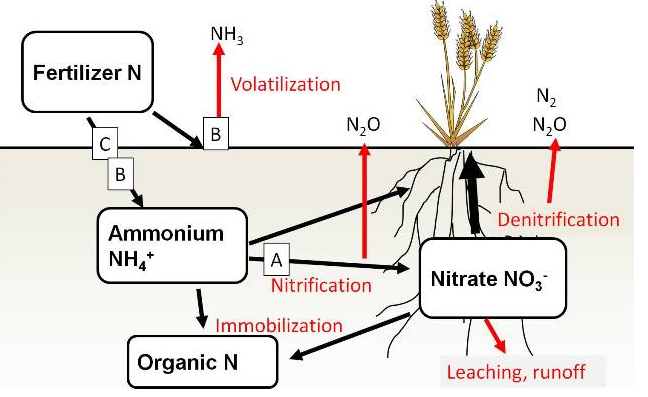 NH₃
Fertilizer N
Volatilization
N₂
N₂O
N₂O
B
C
B
Ammonium
NH₄⁺
Denitrification
A
Nitrification
Nitrate NO₃⁻
Immobilization
Organic N
Leaching, runoff